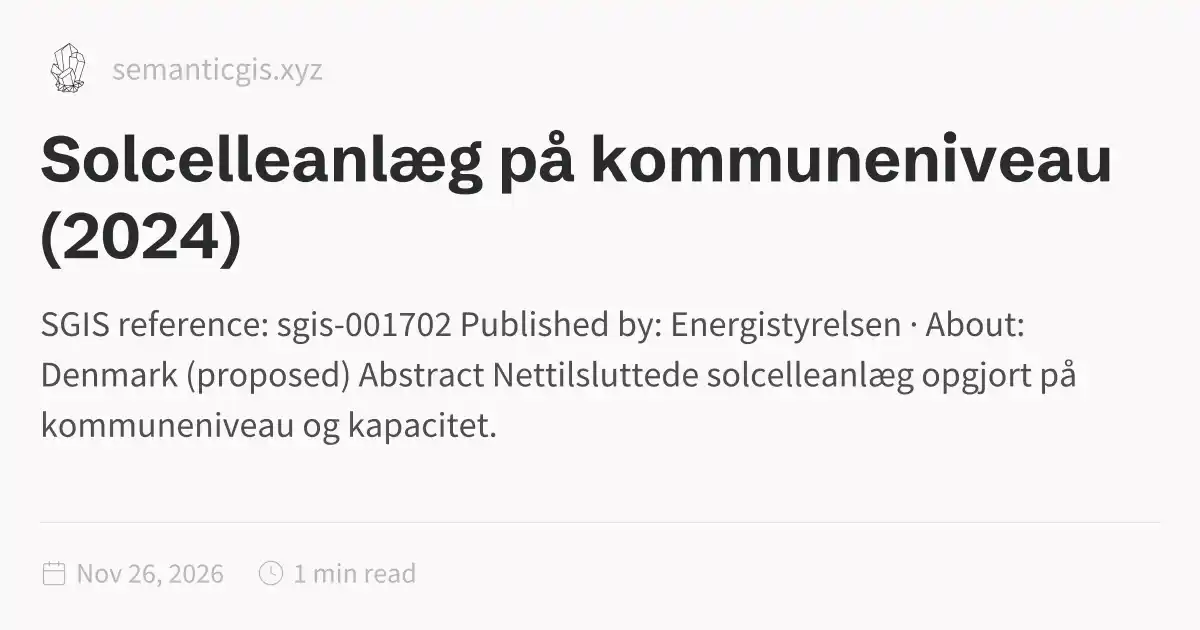 semanticgis.xyz
Solcelleanlæg på kommuneniveau
(2024)
SGIS reference: sgis-001702 Published by: Energistyrelsen · About:
Denmark (proposed) Abstract Nettilsluttede solcelleanlæg opgjort på
kommuneniveau og kapacitet.
Nov 26, 2026 1 min read